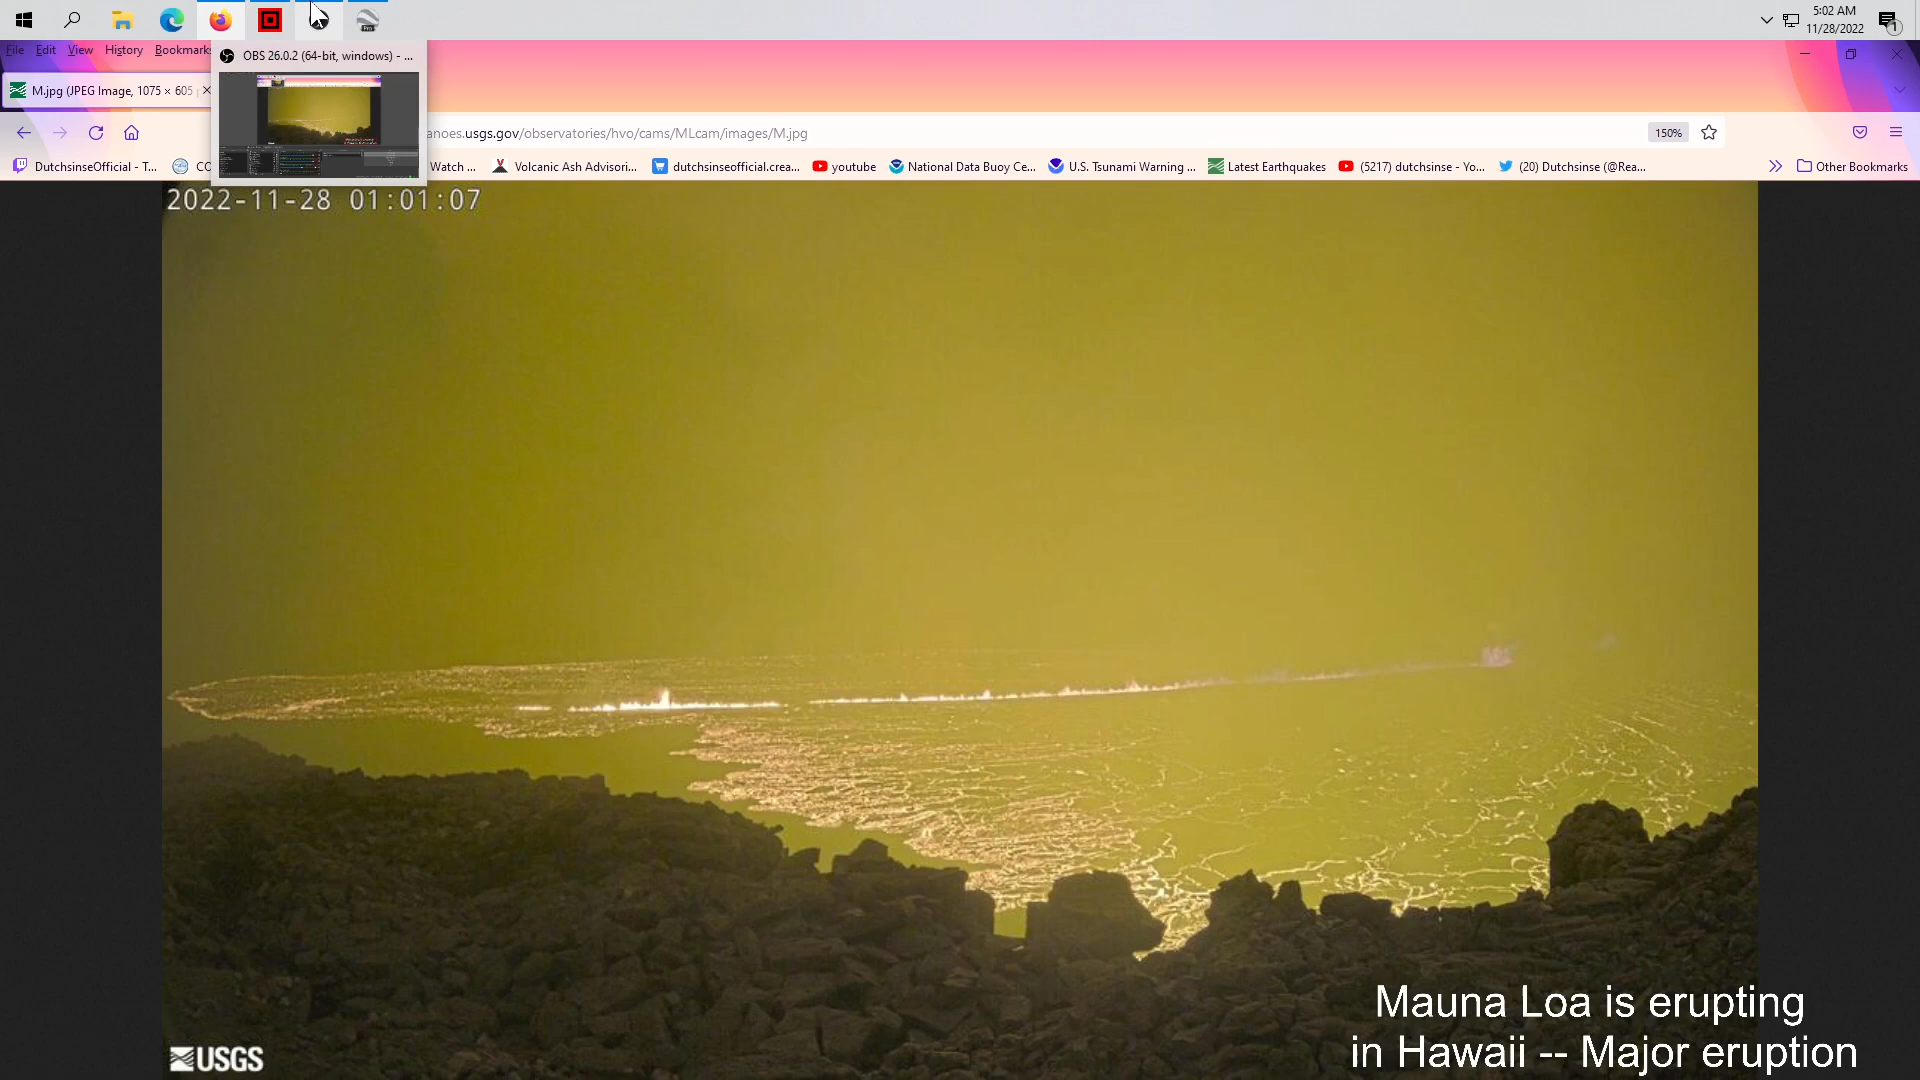 5:02 AM
11/28/2022
1
File Edit View History Bookmarks
OBS 26.0.2 (64-bit, windows) - ...
M.jpg (JPEG Image, 1075 × 605
anoes.usgs.gov/observatories/hvo/cams/MLcam/images/M.jpg
150%
DutchsinseOfficial - T...
CO
Watch ...
Volcanic Ash Advisori...
dutchsinseofficial.crea...
youtube
National Data Buoy Ce...
U.S. Tsunami Warning ...
Latest Earthquakes
(5217) dutchsinse - Yo...
(20) Dutchsinse (@Rea...
Other Bookmarks
2022-11-28 01:01:07
Mauna Loa is erupting
in Hawaii -- Major eruption
USGS